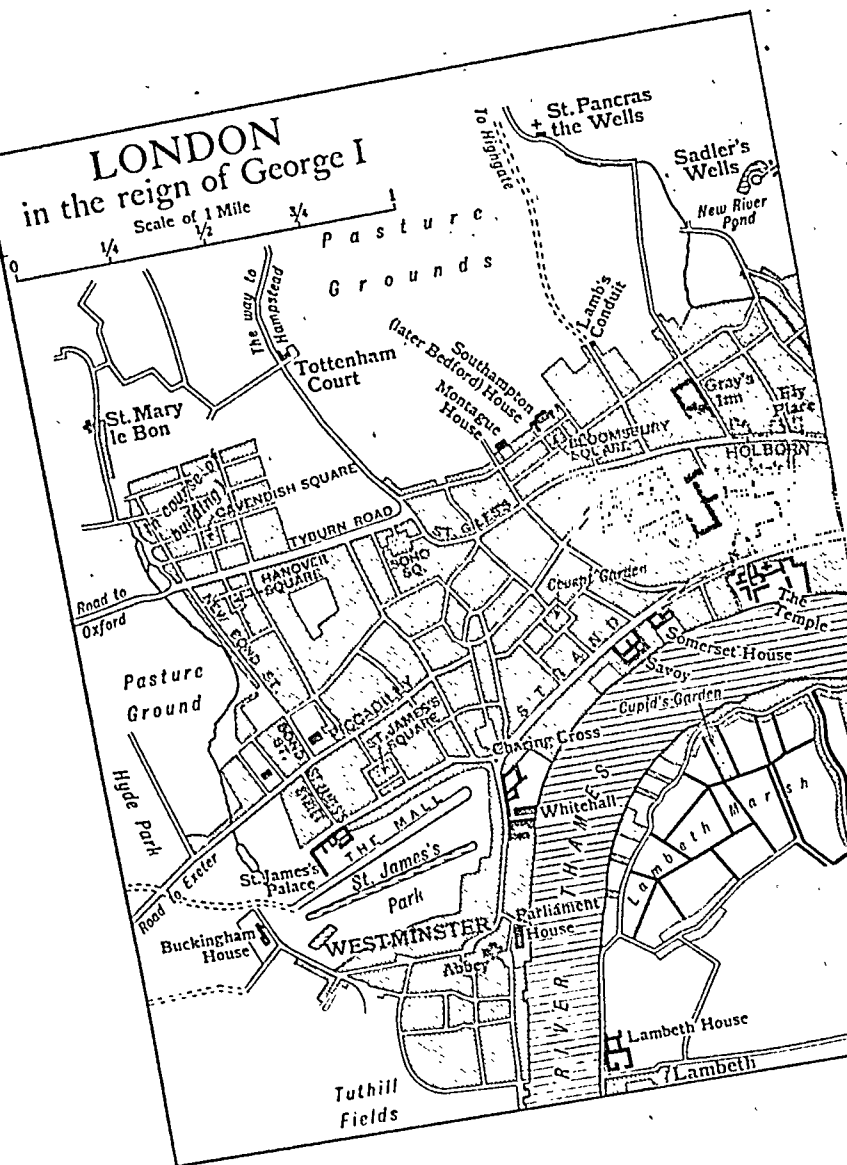 LONDON
in the reign of George I
Scale of 1 Mile
0 1/4 1/2 3/4 1
Pasture
Grounds
To Highgate
St. Pancras
the Wells
Sadler's
Wells
New River
Pond
The way to
Hampstead
Tottenham
Court
Lamb's
Conduit
Southampton
(later Bedford) House
Montague
House
St. Mary
le Bon
Gray's
Inn
Ely
Place
BLOOMSBURY
SQUARE
HOLBORN
(in course of
building)
CAVENDISH SQUARE
TYBURN ROAD
ST. GILES'S
HANOVER
SQUARE
SOHO
SQ.
Road to
Oxford
NEW BOND ST.
Covent Garden
The
Temple
STRAND
Somerset House
Savoy
Pasture
Ground
PICCADILLY
ST. JAMES'S
SQUARE
BOND
ST.
ST. JAMES'S
STREET
Cupid's Garden
Charing Cross
Hyde Park
Whitehall
THE MALL
Lambeth Marsh
St. James's
Palace
St. James's
Park
Road to Exeter
RIVER THAMES
Parliament
House
WESTMINSTER
Buckingham
House
Abbey
Lambeth House
Lambeth
Tuthill
Fields